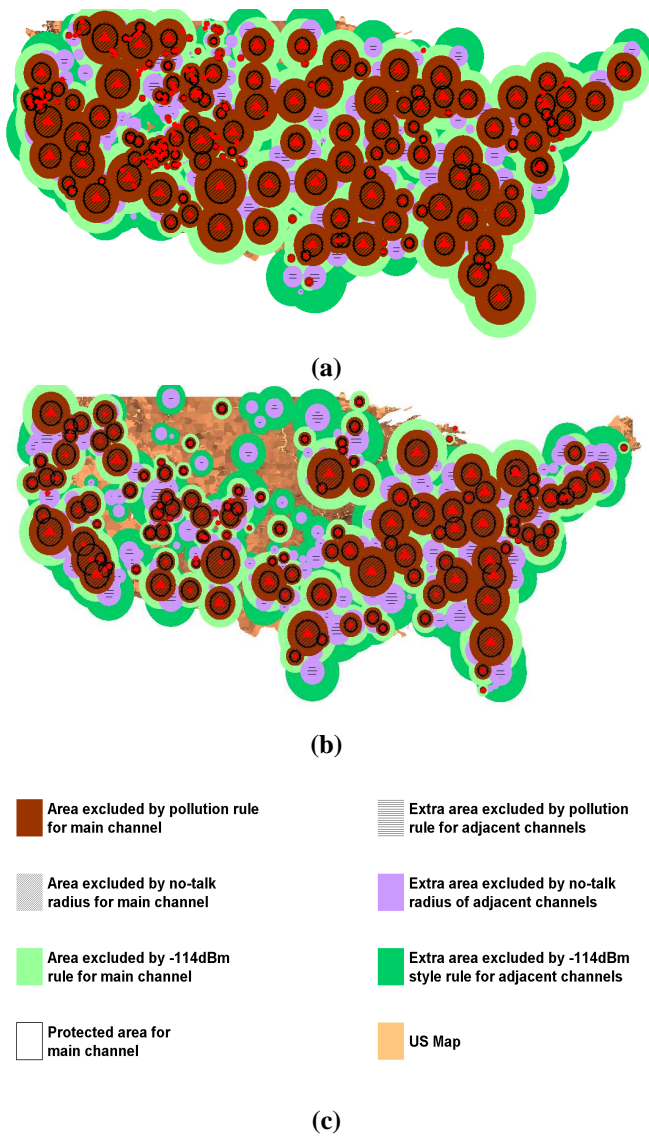 (a)
(b)
Area excluded by pollution rule
for main channel
Extra area excluded by pollution
rule for adjacent channels
Area excluded by no-talk
radius for main channel
Extra area excluded by no-talk
radius of adjacent channels
Area excluded by -114dBm
rule for main channel
Extra area excluded by -114dBm
style rule for adjacent channels
Protected area for
main channel
US Map
(c)